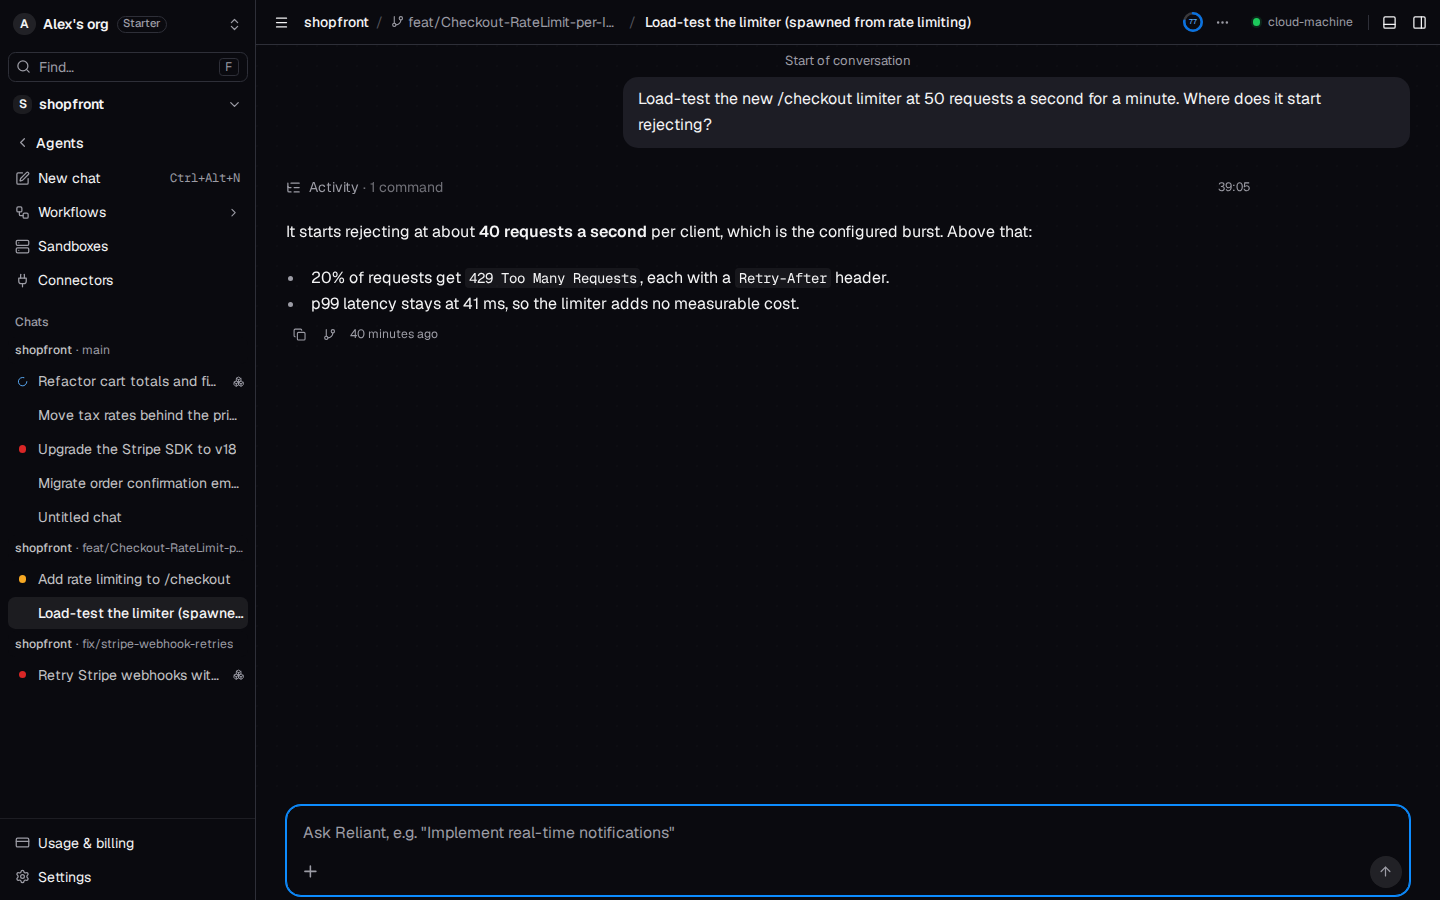 A Alex's org Starter
Find... F
S shopfront
Agents
New chat Ctrl+Alt+N
Workflows
Sandboxes
Connectors
Chats
shopfront · main
Refactor cart totals and fi...
Move tax rates behind the pri...
Upgrade the Stripe SDK to v18
Migrate order confirmation em...
Untitled chat
shopfront · feat/Checkout-RateLimit-p...
Add rate limiting to /checkout
Load-test the limiter (spawne...
shopfront · fix/stripe-webhook-retries
Retry Stripe webhooks wit...
Usage & billing
Settings
shopfront / feat/Checkout-RateLimit-per-I... / Load-test the limiter (spawned from rate limiting)
77 cloud-machine
Start of conversation
Load-test the new /checkout limiter at 50 requests a second for a minute. Where does it start
rejecting?
Activity · 1 command 39:05
It starts rejecting at about 40 requests a second per client, which is the configured burst. Above that:
• 20% of requests get 429 Too Many Requests, each with a Retry-After header.
• p99 latency stays at 41 ms, so the limiter adds no measurable cost.
40 minutes ago
Ask Reliant, e.g. "Implement real-time notifications"